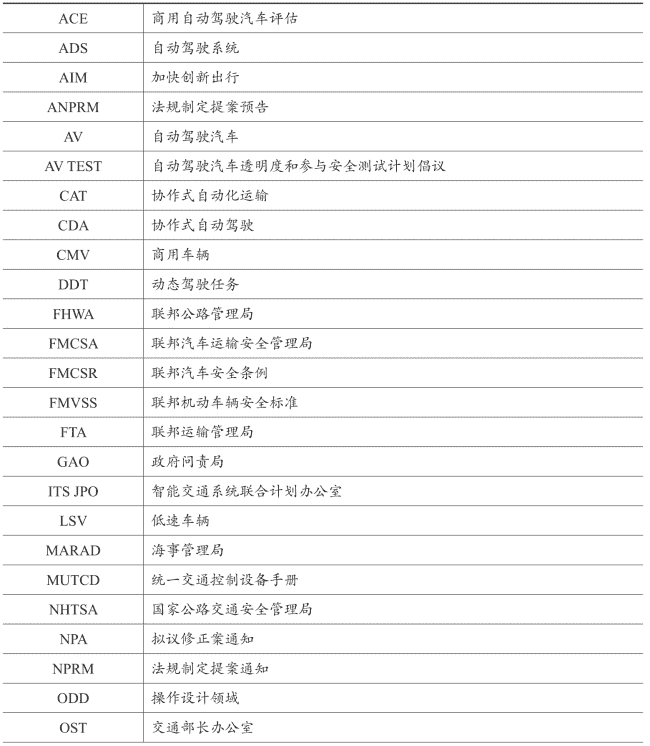 ACE 商用自动驾驶汽车评估
ADS 自动驾驶系统
AIM 加快创新出行
ANPRM 法规制定提案预告
AV 自动驾驶汽车
AV TEST 自动驾驶汽车透明度和参与安全测试计划倡议
CAT 协作式自动化运输
CDA 协作式自动驾驶
CMV 商用车辆
DDT 动态驾驶任务
FHWA 联邦公路管理局
FMCSA 联邦汽车运输安全管理局
FMCSR 联邦汽车安全条例
FMVSS 联邦机动车辆安全标准
FTA 联邦运输管理局
GAO 政府问责局
ITS JPO 智能交通系统联合计划办公室
LSV 低速车辆
MARAD 海事管理局
MUTCD 统一交通控制设备手册
NHTSA 国家公路交通安全管理局
NPA 拟议修正案通知
NPRM 法规制定提案通知
ODD 操作设计领域
OST 交通部长办公室